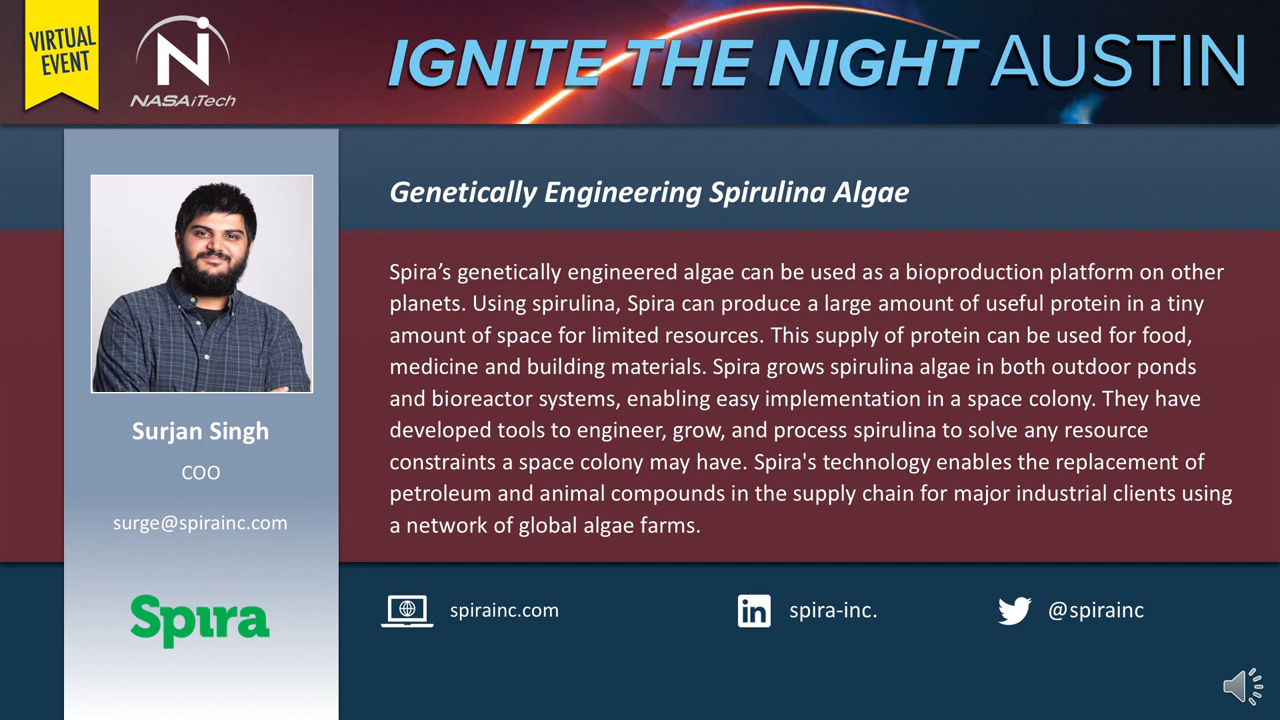 VIRTUAL
EVENT
NASAiTech
IGNITE THE NIGHT AUSTIN
Genetically Engineering Spirulina Algae
Spira’s genetically engineered algae can be used as a bioproduction platform on other
planets. Using spirulina, Spira can produce a large amount of useful protein in a tiny
amount of space for limited resources. This supply of protein can be used for food,
medicine and building materials. Spira grows spirulina algae in both outdoor ponds
and bioreactor systems, enabling easy implementation in a space colony. They have
developed tools to engineer, grow, and process spirulina to solve any resource
constraints a space colony may have. Spira's technology enables the replacement of
petroleum and animal compounds in the supply chain for major industrial clients using
a network of global algae farms.
Surjan Singh
COO
surge@spirainc.com
Spira
spirainc.com
in spira-inc.
@spirainc